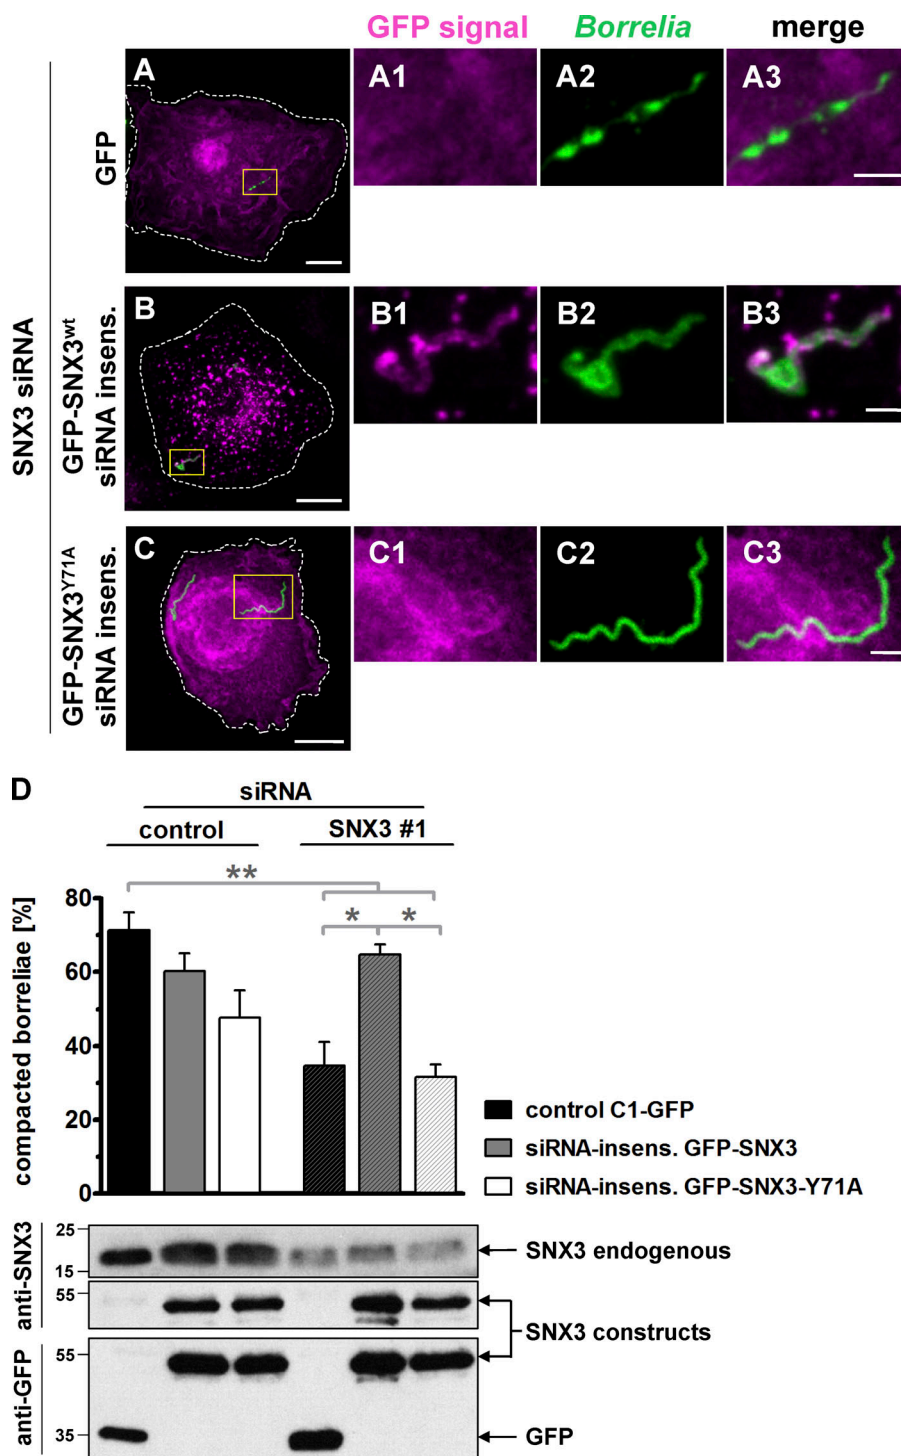 GFP signal Borrelia merge
SNX3 siRNA
GFP
A A1 A2 A3
GFP-SNX3wt
siRNA insens.
B B1 B2 B3
GFP-SNX3Y71A
siRNA insens.
C C1 C2 C3
D
siRNA
control SNX3 #1
**
* *
compacted borreliae [%]
80
60
40
20
0
control C1-GFP
siRNA-insens. GFP-SNX3
siRNA-insens. GFP-SNX3-Y71A
anti-SNX3
25
15
SNX3 endogenous
55
SNX3 constructs
anti-GFP
55
35
GFP